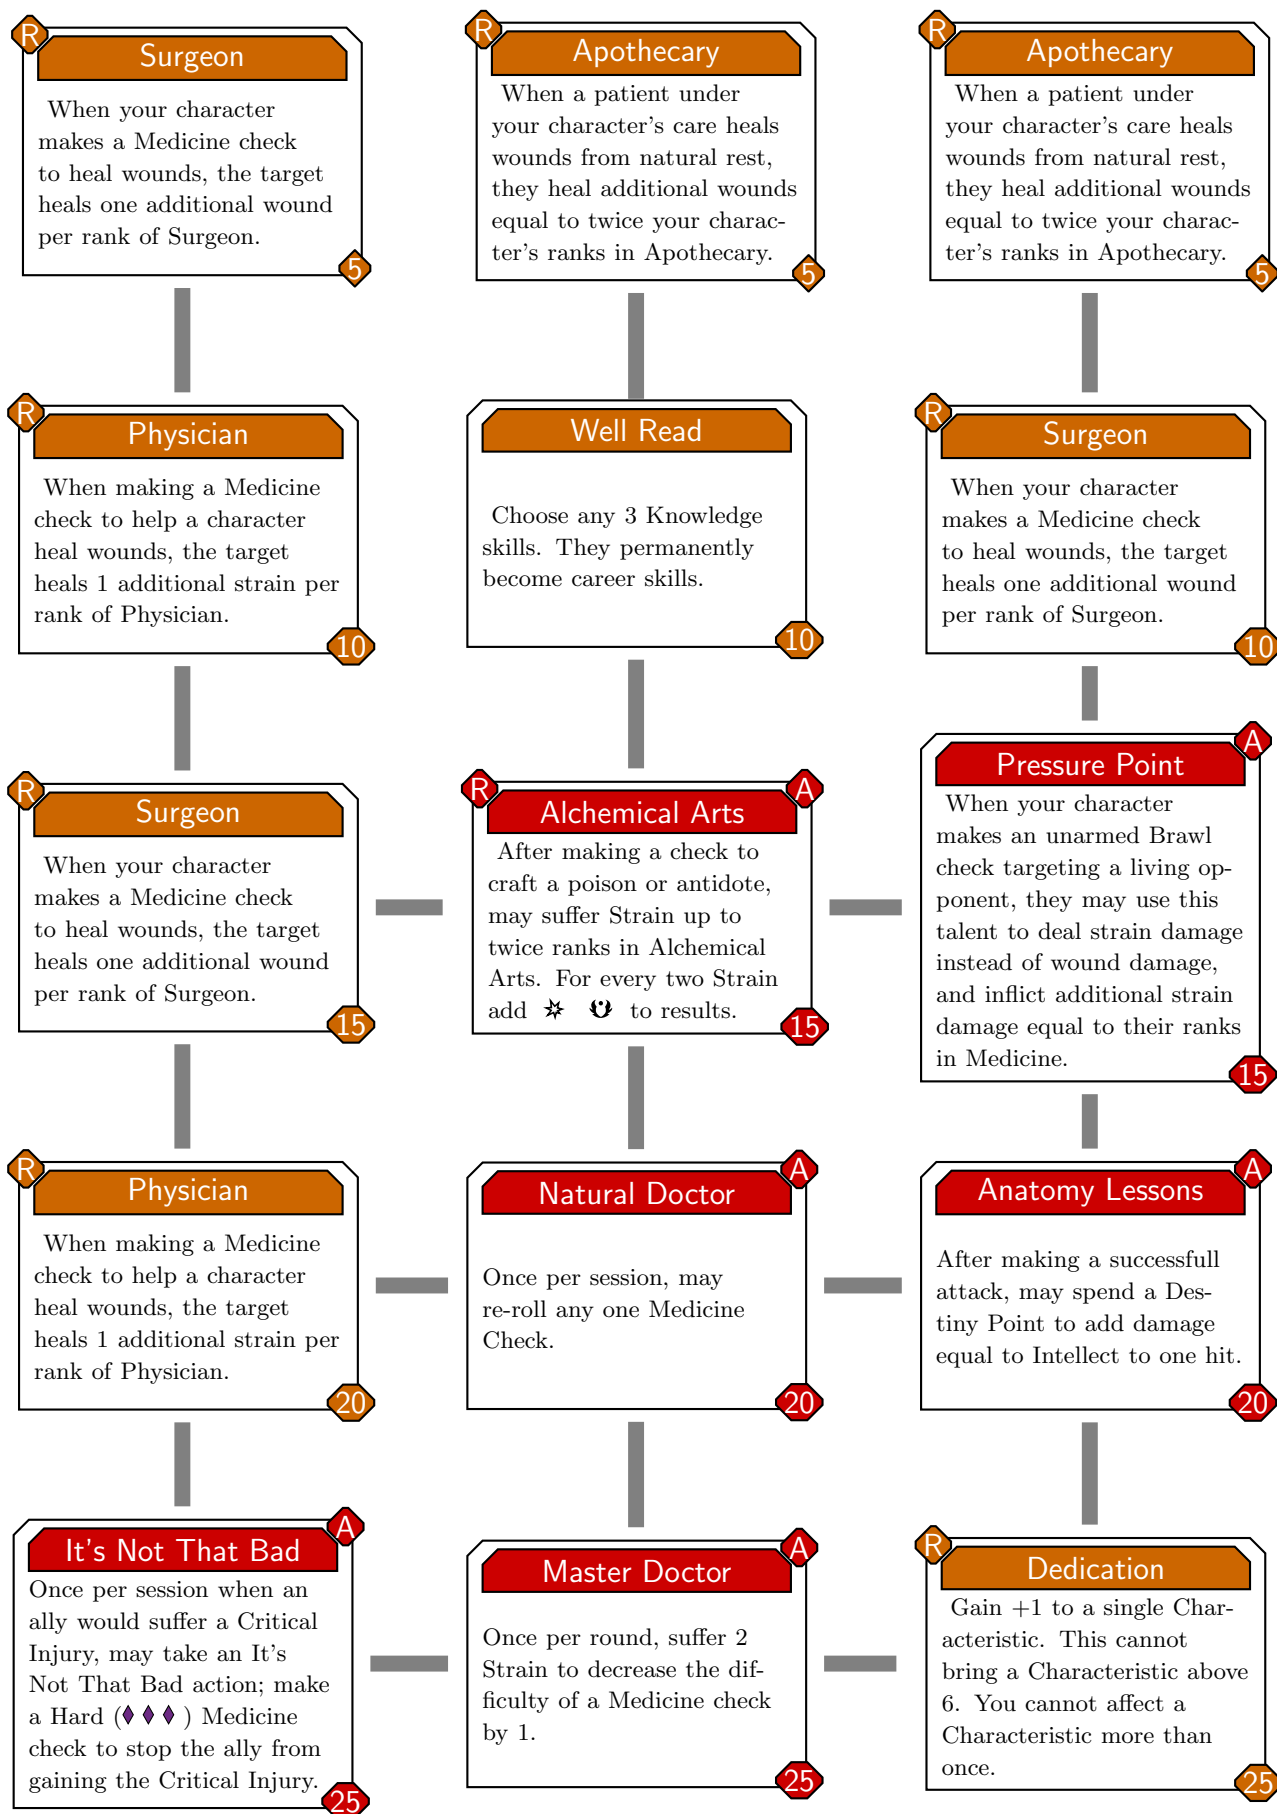 R
Surgeon
When your character
makes a Medicine check
to heal wounds, the target
heals one additional wound
per rank of Surgeon.
5
R
Apothecary
When a patient under
your character's care heals
wounds from natural rest,
they heal additional wounds
equal to twice your charac-
ter's ranks in Apothecary.
5
R
Apothecary
When a patient under
your character's care heals
wounds from natural rest,
they heal additional wounds
equal to twice your charac-
ter's ranks in Apothecary.
5
R
Physician
When making a Medicine
check to help a character
heal wounds, the target
heals 1 additional strain per
rank of Physician.
10
Well Read
Choose any 3 Knowledge
skills. They permanently
become career skills.
10
R
Surgeon
When your character
makes a Medicine check
to heal wounds, the target
heals one additional wound
per rank of Surgeon.
10
R
Surgeon
When your character
makes a Medicine check
to heal wounds, the target
heals one additional wound
per rank of Surgeon.
15
R
A
Alchemical Arts
After making a check to
craft a poison or antidote,
may suffer Strain up to
twice ranks in Alchemical
Arts. For every two Strain
add to results.
15
A
Pressure Point
When your character
makes an unarmed Brawl
check targeting a living op-
ponent, they may use this
talent to deal strain damage
instead of wound damage,
and inflict additional strain
damage equal to their ranks
in Medicine.
15
R
Physician
When making a Medicine
check to help a character
heal wounds, the target
heals 1 additional strain per
rank of Physician.
20
A
Natural Doctor
Once per session, may
re-roll any one Medicine
Check.
20
A
Anatomy Lessons
After making a successfull
attack, may spend a Des-
tiny Point to add damage
equal to Intellect to one hit.
20
A
It's Not That Bad
Once per session when an
ally would suffer a Critical
Injury, may take an It's
Not That Bad action; make
a Hard (♦ ♦ ♦ ) Medicine
check to stop the ally from
gaining the Critical Injury.
25
A
Master Doctor
Once per round, suffer 2
Strain to decrease the dif-
ficulty of a Medicine check
by 1.
25
R
Dedication
Gain +1 to a single Char-
acteristic. This cannot
bring a Characteristic above
6. You cannot affect a
Characteristic more than
once.
25